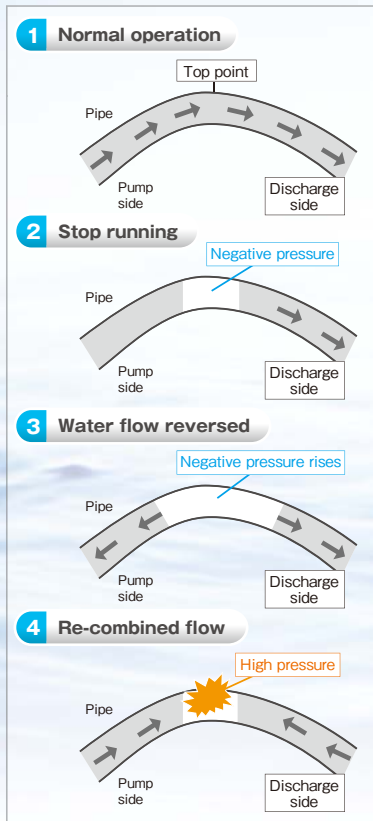 1 Normal operation
Top point
Pipe
Pump
side
Discharge
side
2 Stop running
Negative pressure
Pipe
Pump
side
Discharge
side
3 Water flow reversed
Negative pressure rises
Pipe
Pump
side
Discharge
side
4 Re-combined flow
High pressure
Pipe
Pump
side
Discharge
side